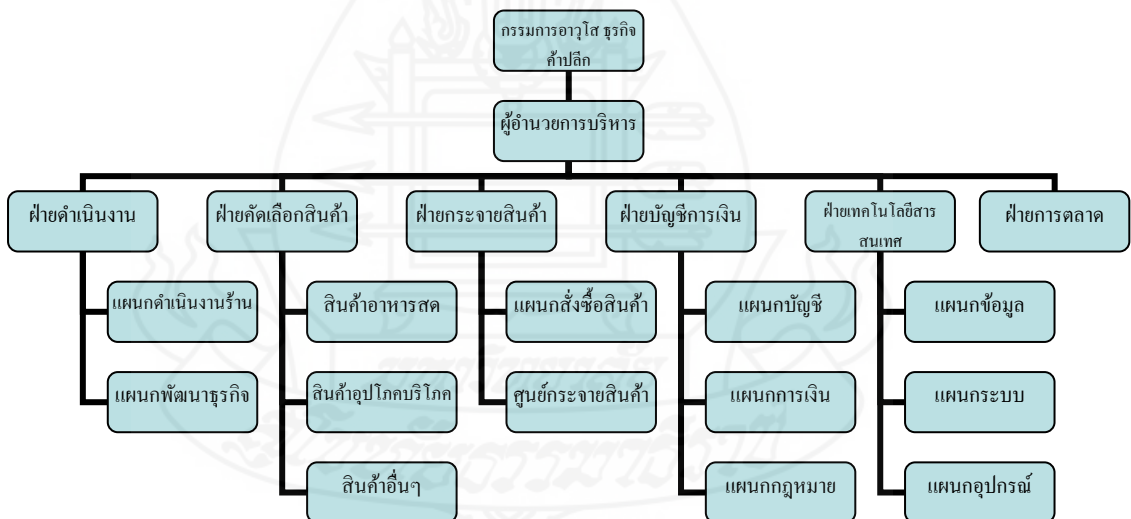 กรรมการอาวุโส ธุรกิจ
ค้าปลีก
ผู้อำนวยการบริหาร
ฝ่ายดำเนินงาน
ฝ่ายคัดเลือกสินค้า
ฝ่ายกระจายสินค้า
ฝ่ายบัญชีการเงิน
ฝ่ายเทคโนโลยีสาร
สนเทศ
ฝ่ายการตลาด
แผนกดำเนินงานร้าน
สินค้าอาหารสด
แผนกสั่งซื้อสินค้า
แผนกบัญชี
แผนกข้อมูล
แผนกพัฒนาธุรกิจ
สินค้าอุปโภคบริโภค
ศูนย์กระจายสินค้า
แผนกการเงิน
แผนกระบบ
สินค้าอื่นๆ
แผนกกฎหมาย
แผนกอุปกรณ์